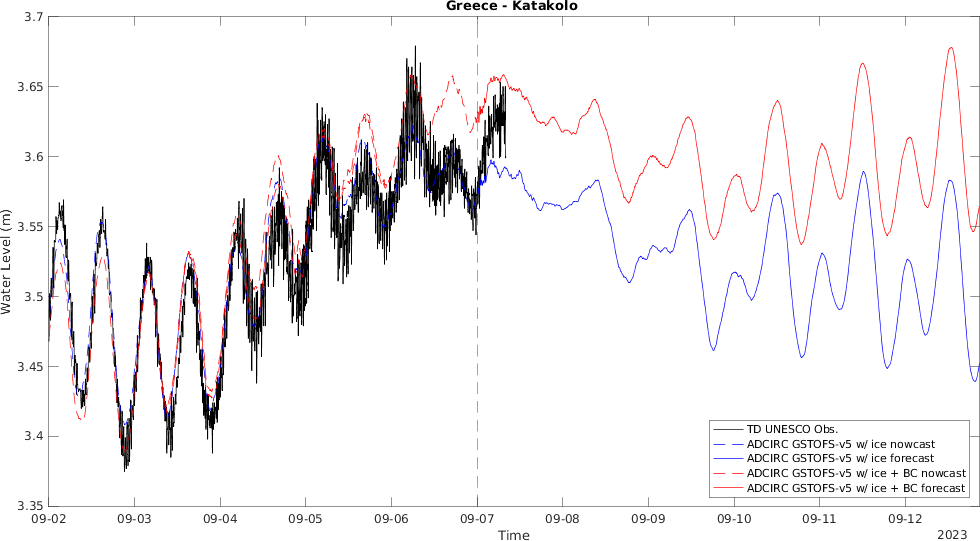 Greece - Katakolo
3.7
3.65
3.6
3.55
3.5
3.45
3.4
3.35
Water Level (m)
09-02 09-03 09-04 09-05 09-06 09-07 09-08 09-09 09-10 09-11 09-12
Time
2023
TD UNESCO Obs.
ADCIRC GSTOFS-v5 w/ ice nowcast
ADCIRC GSTOFS-v5 w/ ice forecast
ADCIRC GSTOFS-v5 w/ ice + BC nowcast
ADCIRC GSTOFS-v5 w/ ice + BC forecast